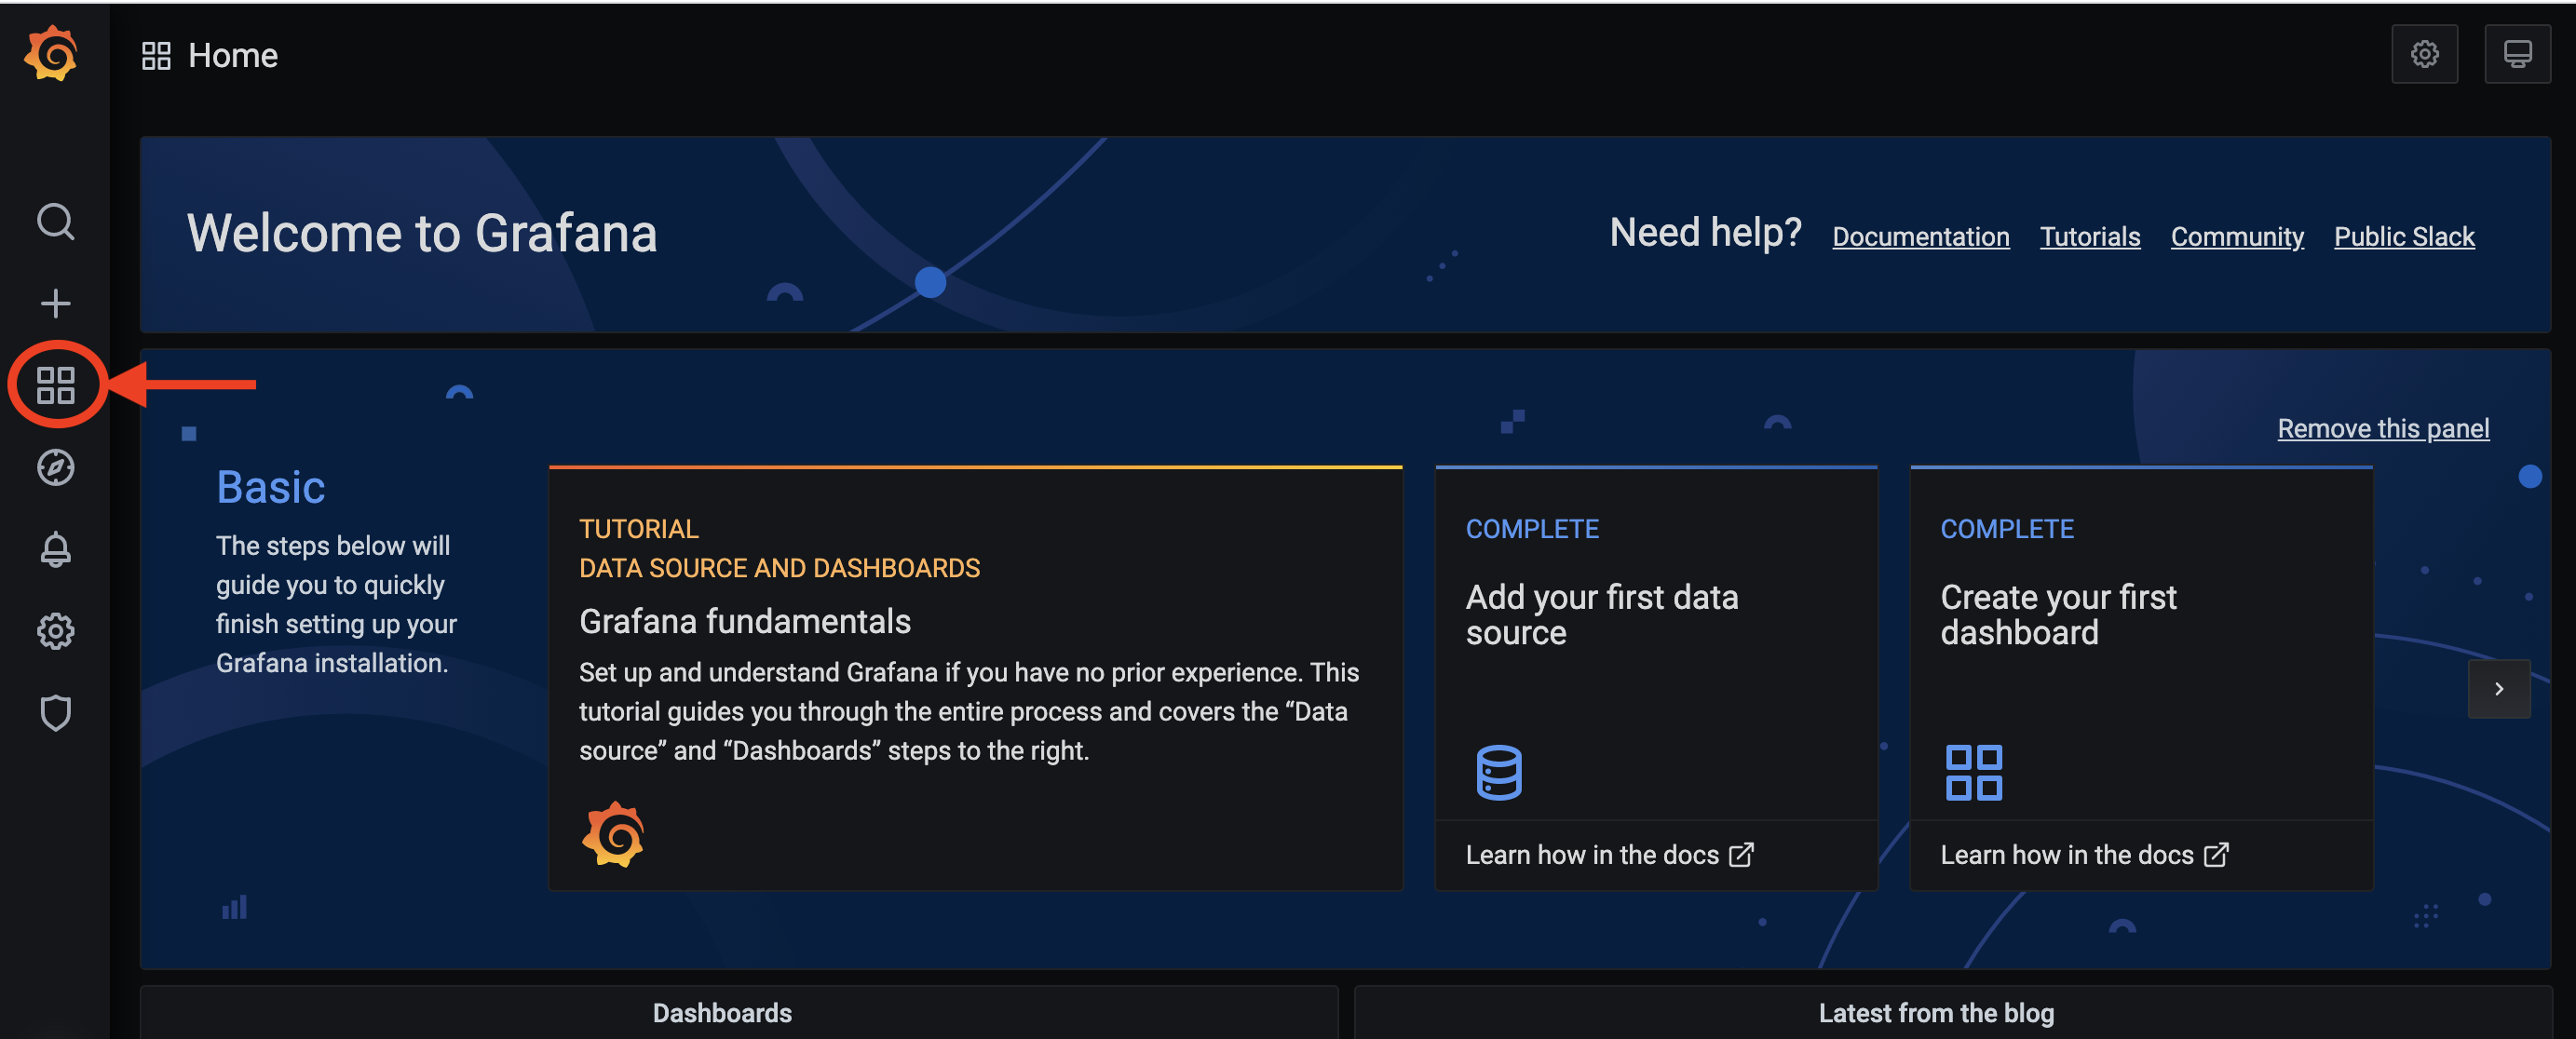 Home
Welcome to Grafana
Need help? Documentation Tutorials Community Public Slack
Remove this panel
Basic
The steps below will
guide you to quickly
finish setting up your
Grafana installation.
TUTORIAL
DATA SOURCE AND DASHBOARDS
Grafana fundamentals
Set up and understand Grafana if you have no prior experience. This
tutorial guides you through the entire process and covers the “Data
source” and “Dashboards” steps to the right.
COMPLETE
Add your first data
source
Learn how in the docs
COMPLETE
Create your first
dashboard
Learn how in the docs
Dashboards
Latest from the blog